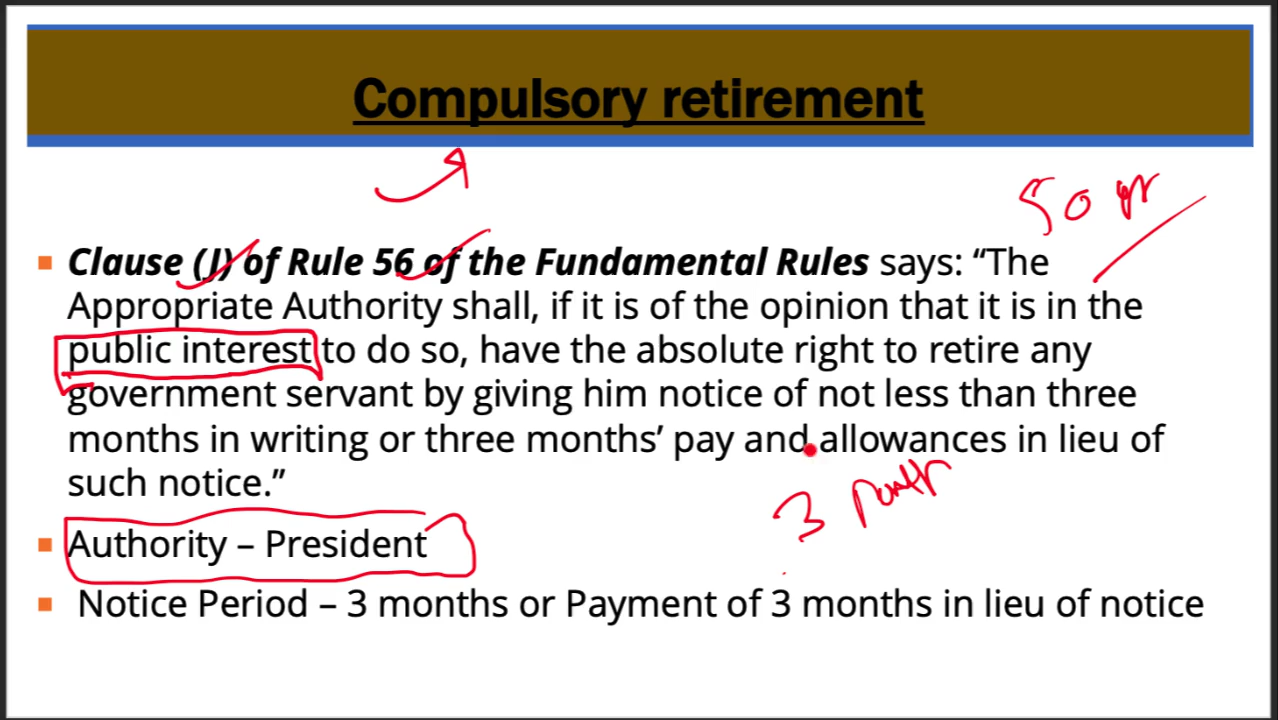 Compulsory retirement
50 yr
▪ Clause (J) of Rule 56 of the Fundamental Rules says: “The
Appropriate Authority shall, if it is of the opinion that it is in the
public interest to do so, have the absolute right to retire any
government servant by giving him notice of not less than three
months in writing or three months’ pay and allowances in lieu of
such notice.”
3 month
▪ Authority – President
▪ Notice Period – 3 months or Payment of 3 months in lieu of notice